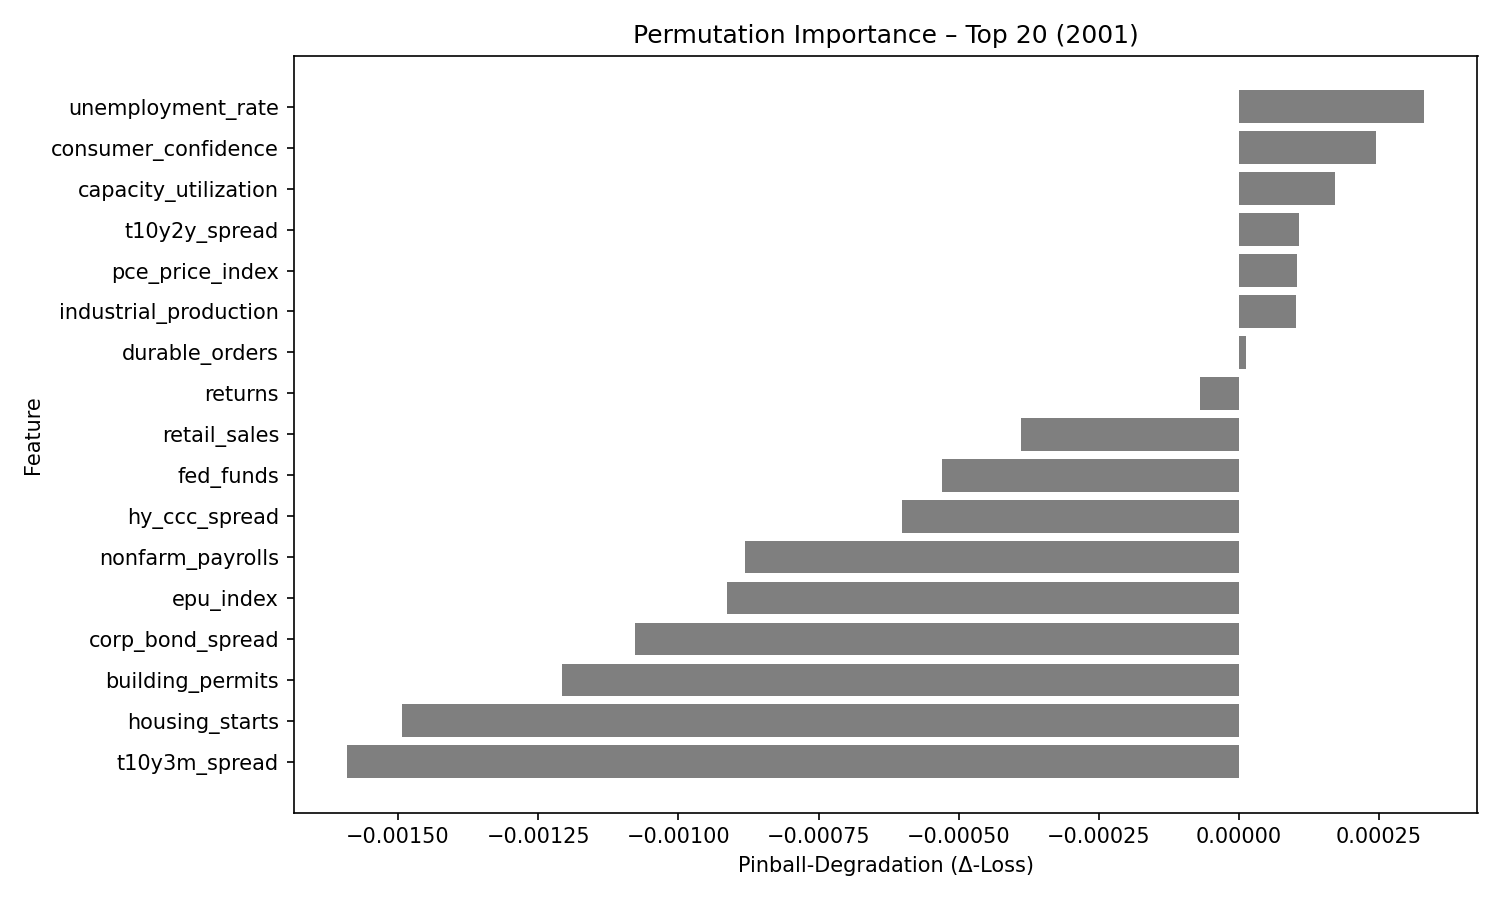 Permutation Importance – Top 20 (2001)
Feature
unemployment_rate
consumer_confidence
capacity_utilization
t10y2y_spread
pce_price_index
industrial_production
durable_orders
returns
retail_sales
fed_funds
hy_ccc_spread
nonfarm_payrolls
epu_index
corp_bond_spread
building_permits
housing_starts
t10y3m_spread
−0.00150 −0.00125 −0.00100 −0.00075 −0.00050 −0.00025 0.00000 0.00025
Pinball-Degradation (Δ-Loss)